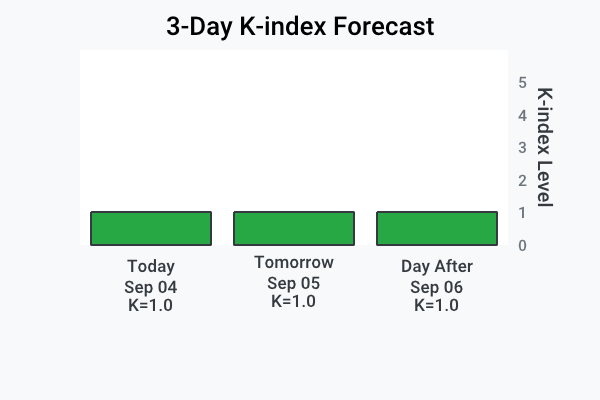 3-Day K-index Forecast
5
4
3
2
1
0
K-index Level
Today
Sep 04
K=1.0
Tomorrow
Sep 05
K=1.0
Day After
Sep 06
K=1.0